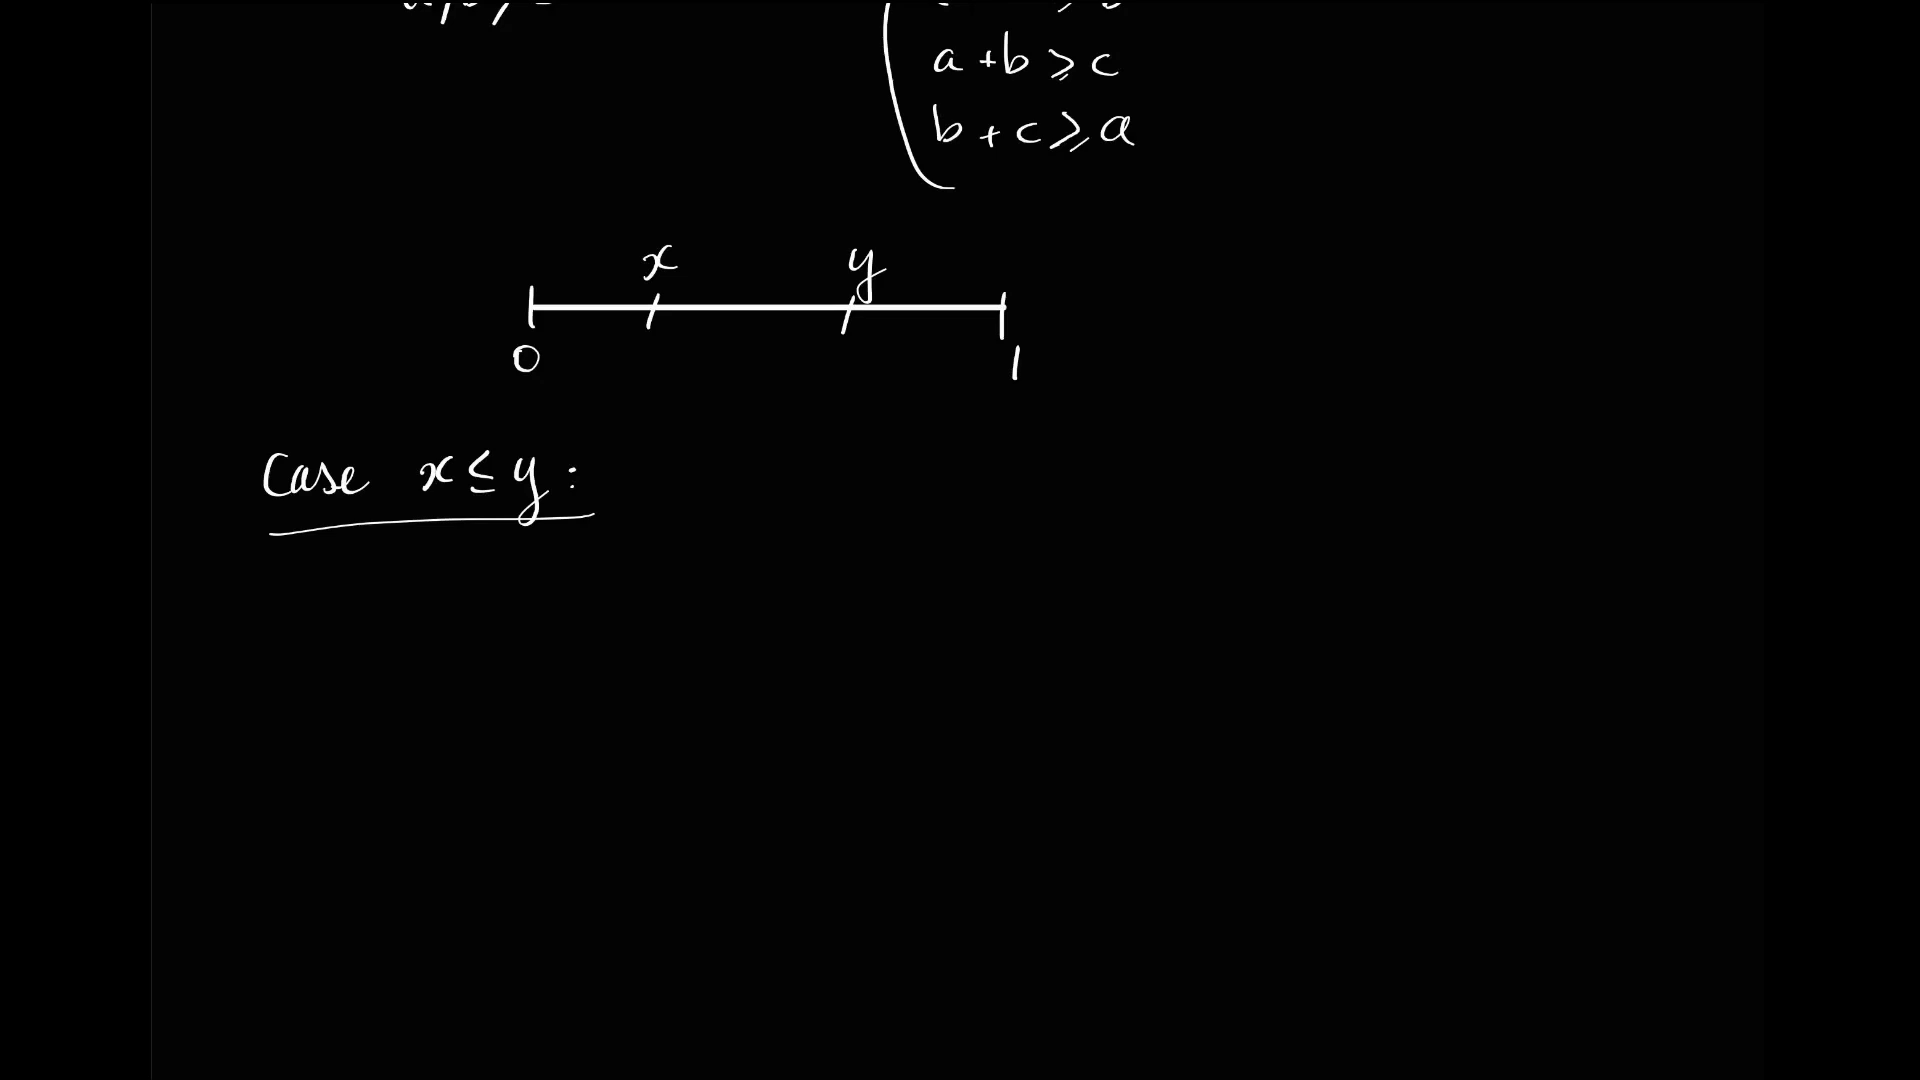 a + b ⩾ c
b + c ⩾ a
x y
0 1
Case x ≤ y :